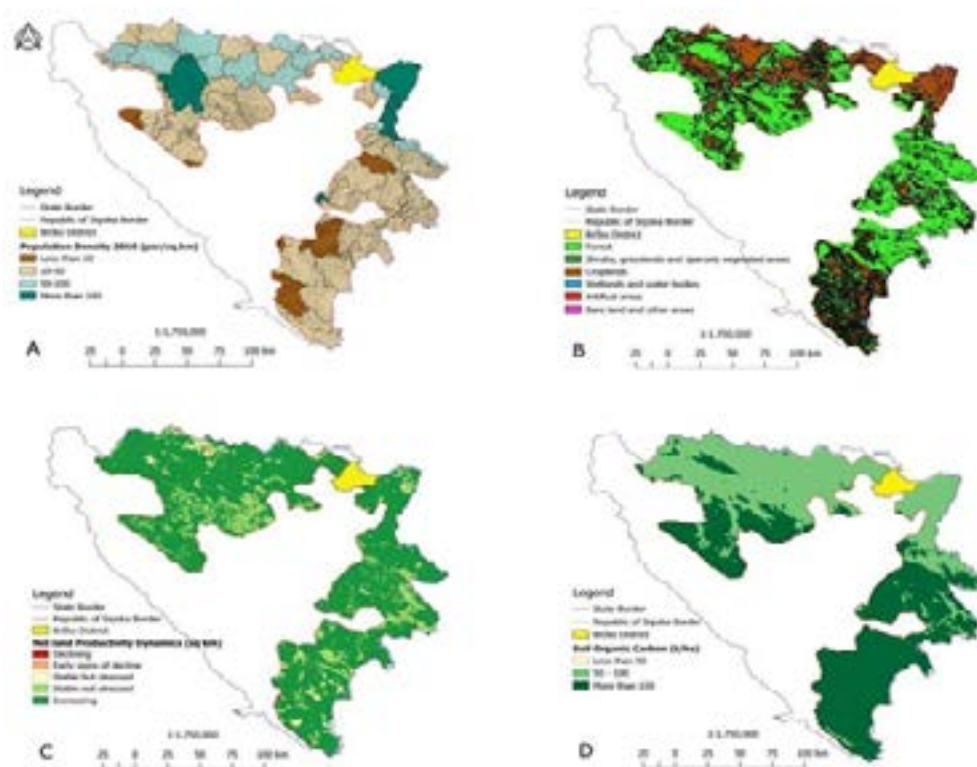 Legend
State Border
Republic of Srpska Border
Brčko District
Population Density
Less than
50-100
More than 100
1:1,750,000
25 0 25 50 75 100 km
A
Legend
State Border
Republic of Srpska Border
Brčko District
Forest
Shrubs, grasslands and sparsely vegetated areas
Croplands
Wetlands and water bodies
Artificial areas
Bare land and other areas
1:1,750,000
25 0 25 50 75 100 km
B
Legend
State Border
Republic of Srpska Border
Brčko District
Net land Productivity Dynamics (sq km)
Declining
Early signs of decline
Stable but stressed
Stable not stressed
Increasing
1:1,750,000
25 0 25 50 75 100 km
C
Legend
State Border
Republic of Srpska Border
Brčko District
Soil Organic Carbon (t/ha)
Less than 50
50 - 100
More than 100
1:1,750,000
25 0 25 50 75 100 km
D